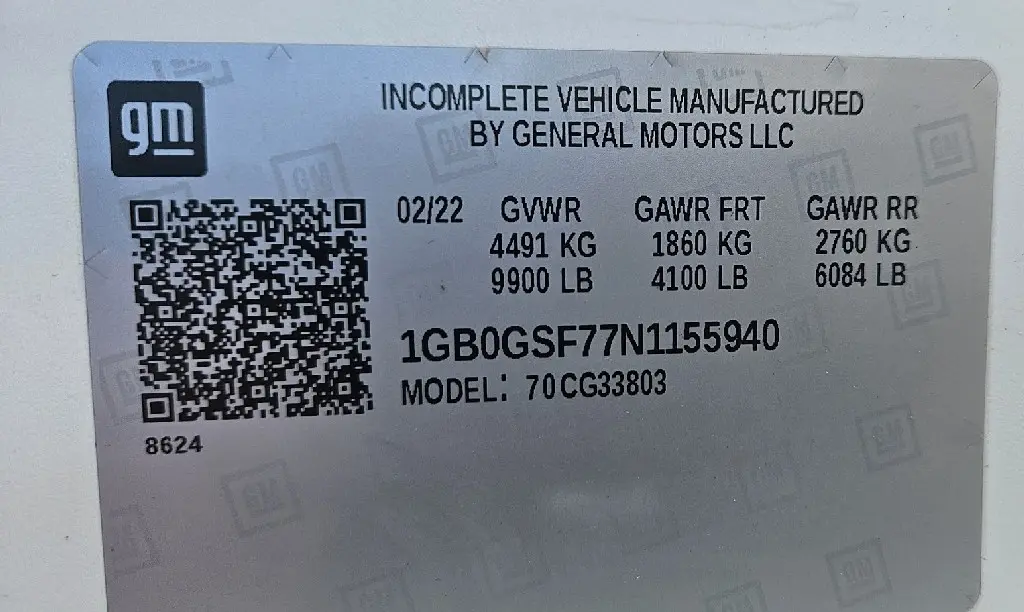 gm
INCOMPLETE VEHICLE MANUFACTURED
BY GENERAL MOTORS LLC
02/22 GVWR GAWR FRT GAWR RR
4491 KG 1860 KG 2760 KG
9900 LB 4100 LB 6084 LB
1GB0GSF77N1155940
MODEL: 70CG33803
8624